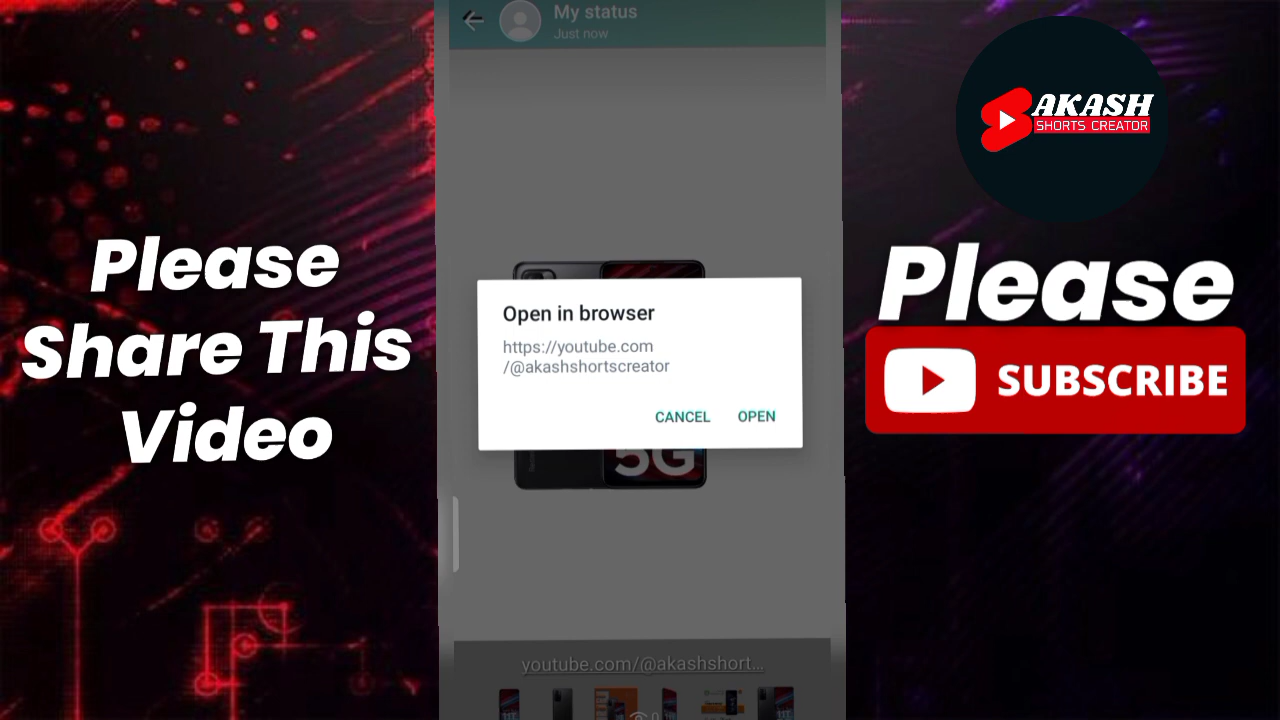 Please
Share This
Video
My status
Just now
Open in browser
https://youtube.com
/@akashshortscreator
CANCEL
OPEN
5G
youtube.com/@akashshort...
AKASH
SHORTS CREATOR
Please
SUBSCRIBE